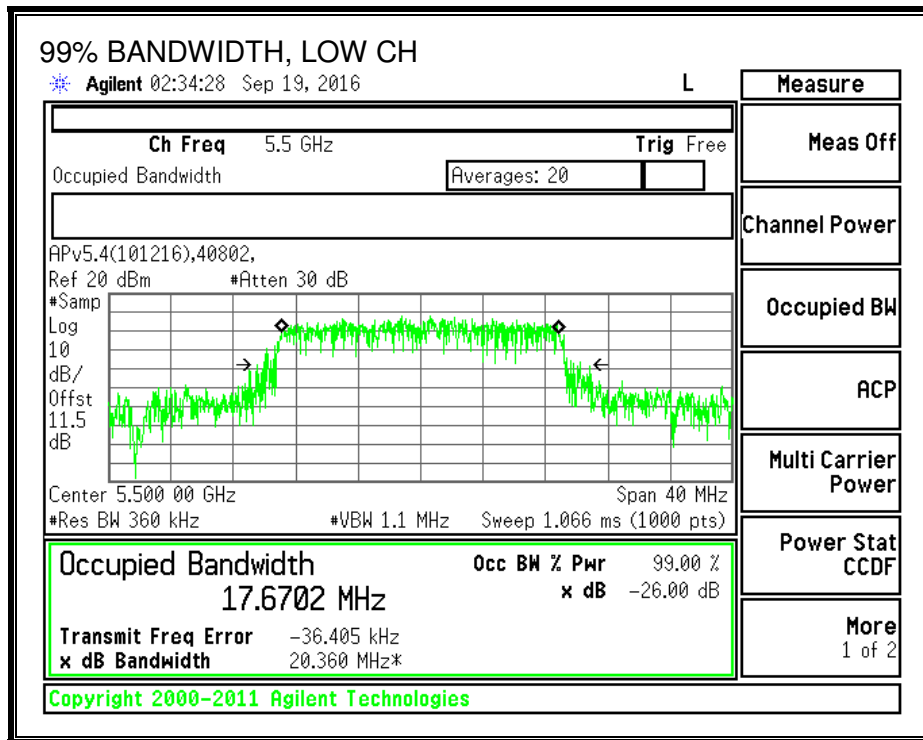 99% BANDWIDTH, LOW CH
Agilent 02:34:28 Sep 19, 2016 L
Measure
Ch Freq 5.5 GHz Trig Free
Meas Off
Occupied Bandwidth Averages: 20
Channel Power
APv5.4(101216),40802,
Ref 20 dBm #Atten 30 dB
#Samp
Log
10
dB/
Offst
11.5
dB
Occupied BW
ACP
Multi Carrier
Power
Center 5.500 00 GHz Span 40 MHz
#Res BW 360 kHz #VBW 1.1 MHz Sweep 1.066 ms (1000 pts)
Power Stat
CCDF
Occupied Bandwidth Occ BW % Pwr 99.00 %
17.6702 MHz x dB -26.00 dB
Transmit Freq Error -36.405 kHz
x dB Bandwidth 20.360 MHz*
More
1 of 2
Copyright 2000-2011 Agilent Technologies